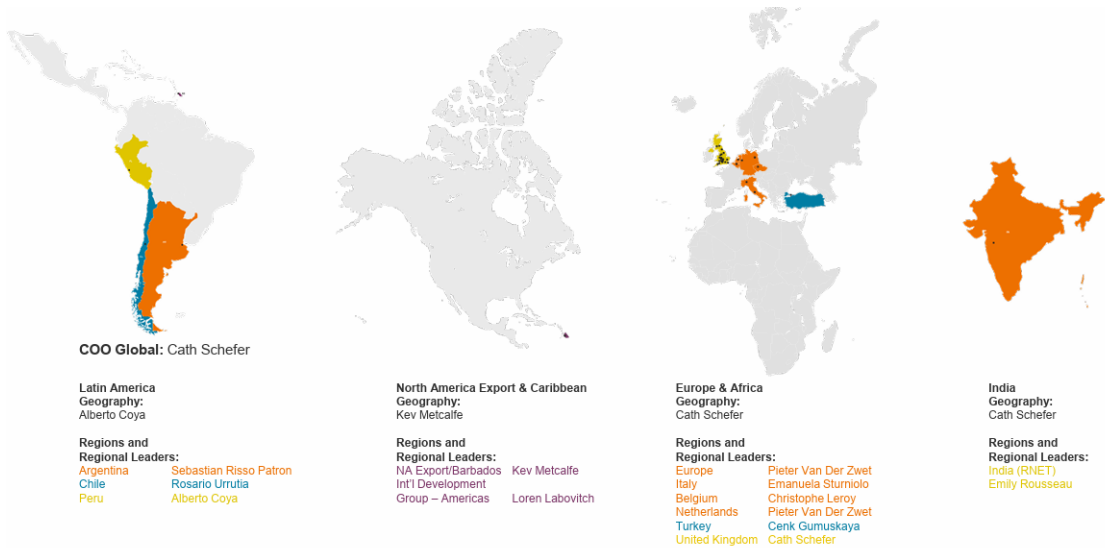 COO Global: Cath Schefer
Latin America
Geography:
Alberto Coya
Regions and
Regional Leaders:
Argentina Sebastian Risso Patron
Chile Rosario Urrutia
Peru Alberto Coya
North America Export & Caribbean
Geography:
Kev Metcalfe
Regions and
Regional Leaders:
NA Export/Barbados Kev Metcalfe
Int'l Development
Group – Americas Loren Labovitch
Europe & Africa
Geography:
Cath Schefer
Regions and
Regional Leaders:
Europe Pieter Van Der Zwet
Italy Emanuela Sturniolo
Belgium Christophe Leroy
Netherlands Pieter Van Der Zwet
Turkey Cenk Gumuskaya
United Kingdom Cath Schefer
India
Geography:
Cath Schefer
Regions and
Regional Leaders:
India (RNET)
Emily Rousseau